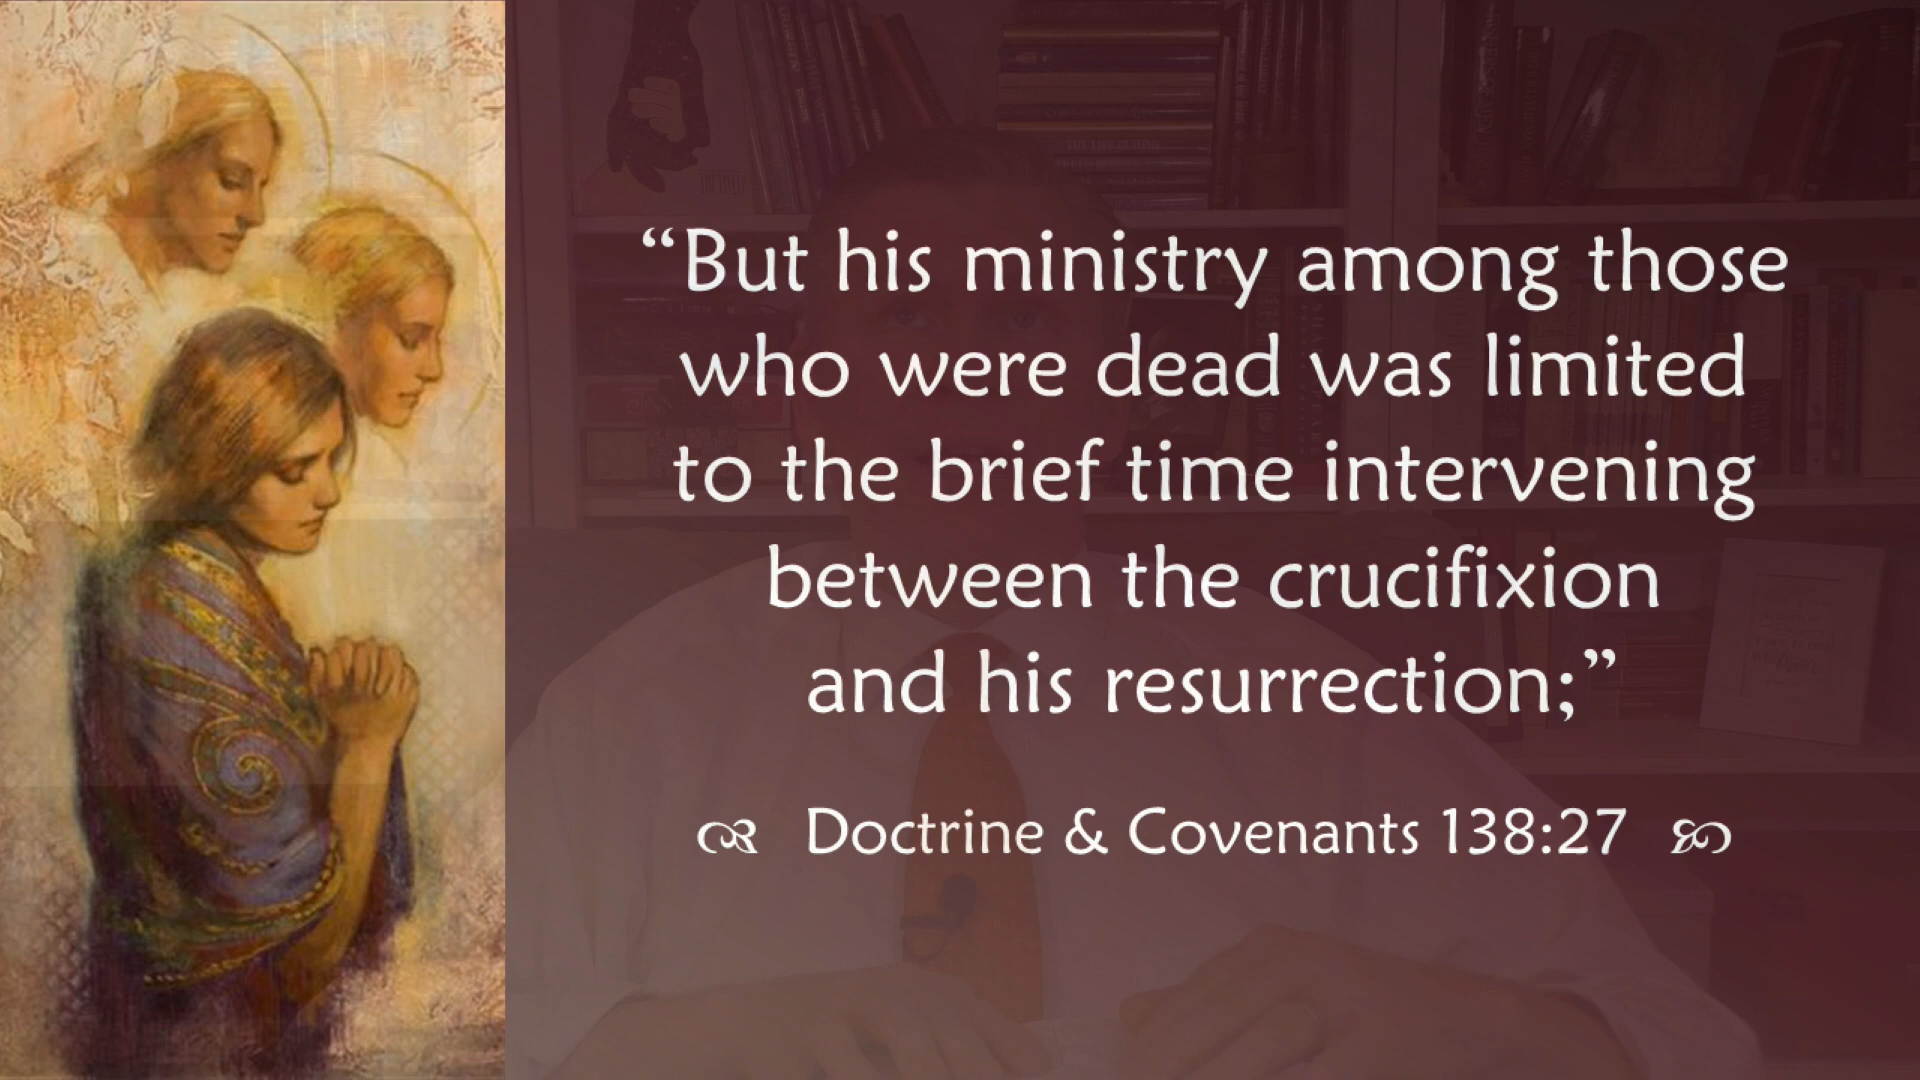 “But his ministry among those
who were dead was limited
to the brief time intervening
between the crucifixion
and his resurrection;”
Doctrine & Covenants 138:27